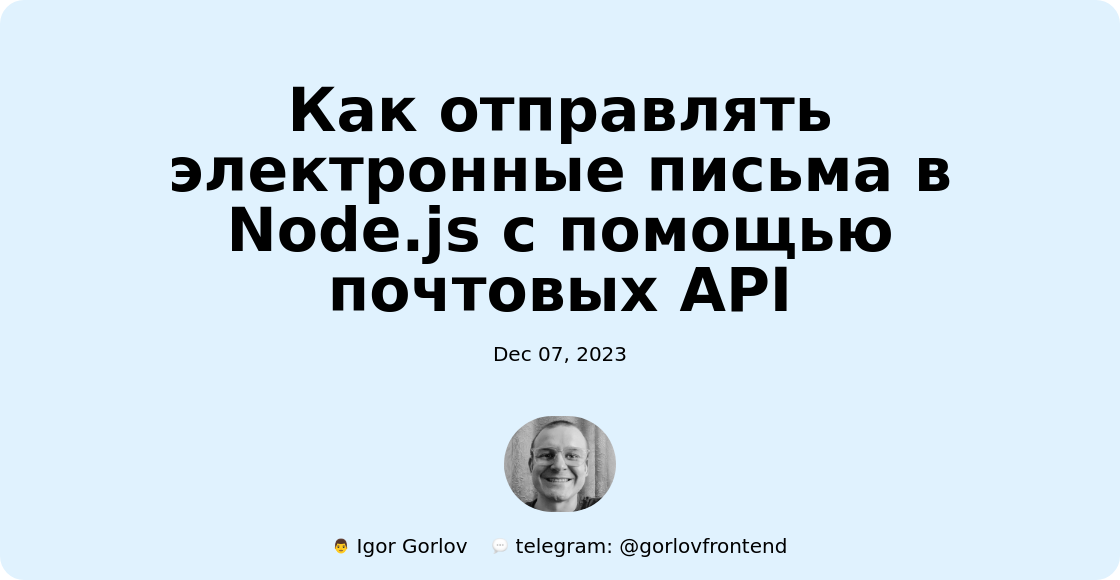 Как отправлять
электронные письма в
Node.js с помощью
почтовых API
Dec 07, 2023
👨 Igor Gorlov 💬 telegram: @gorlovfrontend